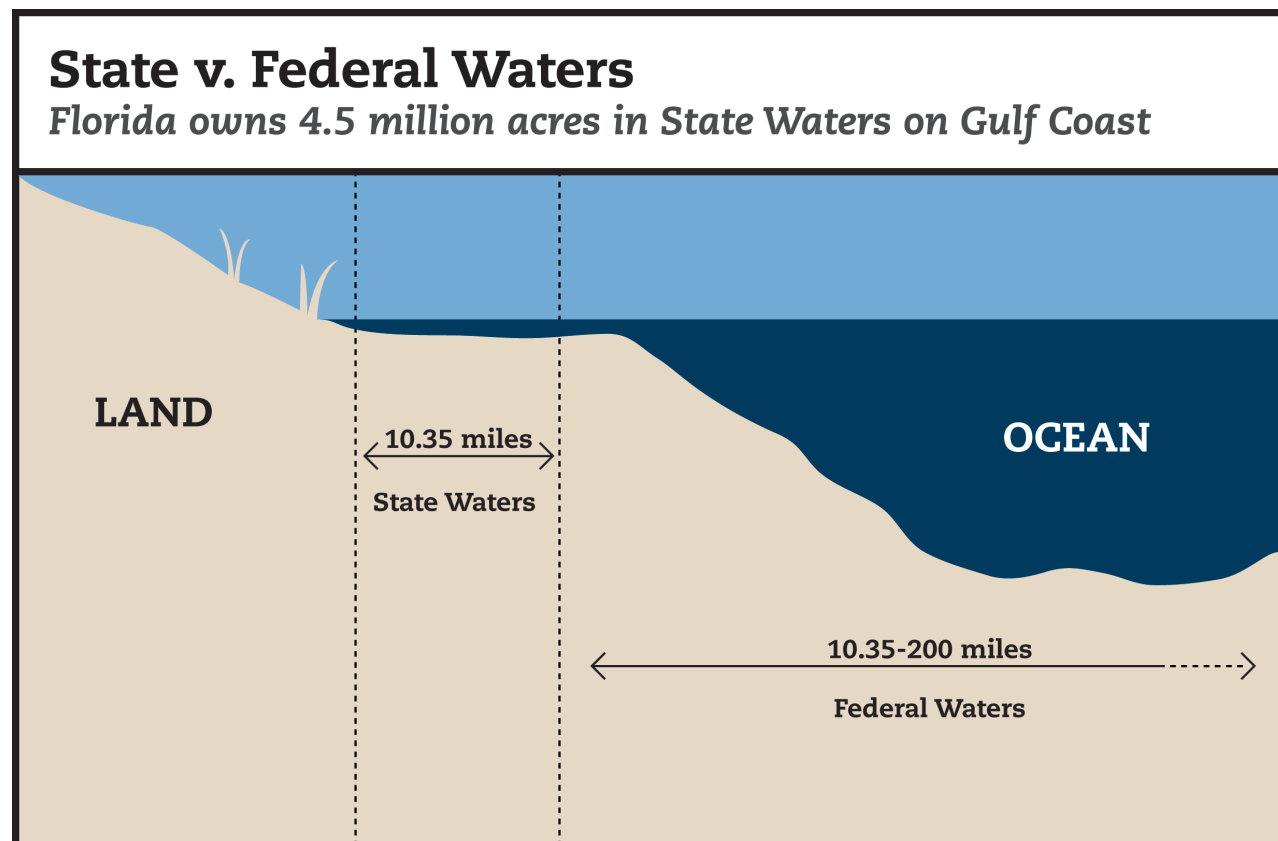 State v. Federal Waters
Florida owns 4.5 million acres in State Waters on Gulf Coast
LAND
10.35 miles
State Waters
OCEAN
10.35-200 miles
Federal Waters